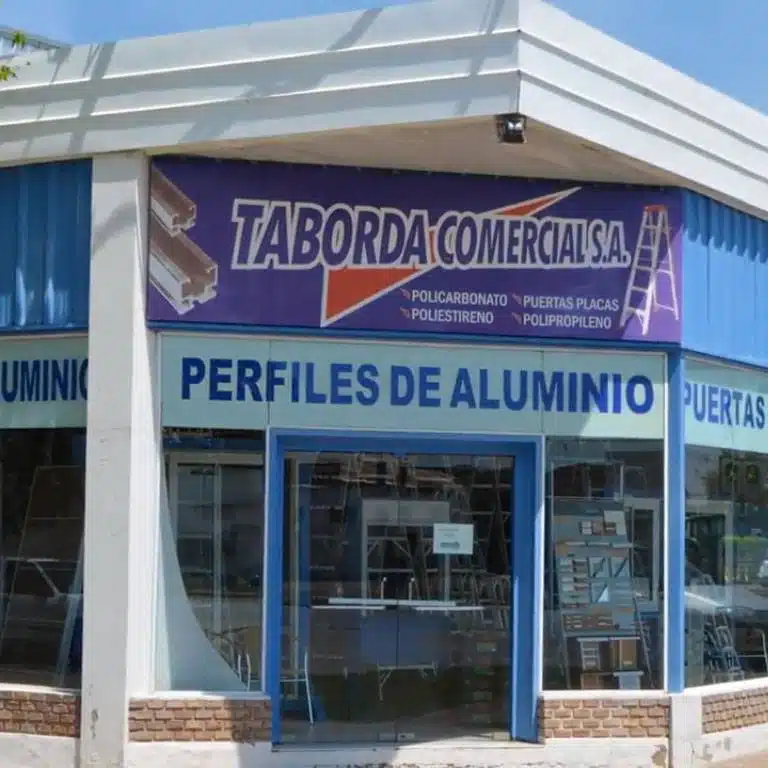 TABORDA COMERCIAL S.A.
POLICARBONATO
PUERTAS PLACAS
POLIESTIRENO
POLIPROPILENO
UMINIO
PERFILES DE ALUMINIO
PUERTAS